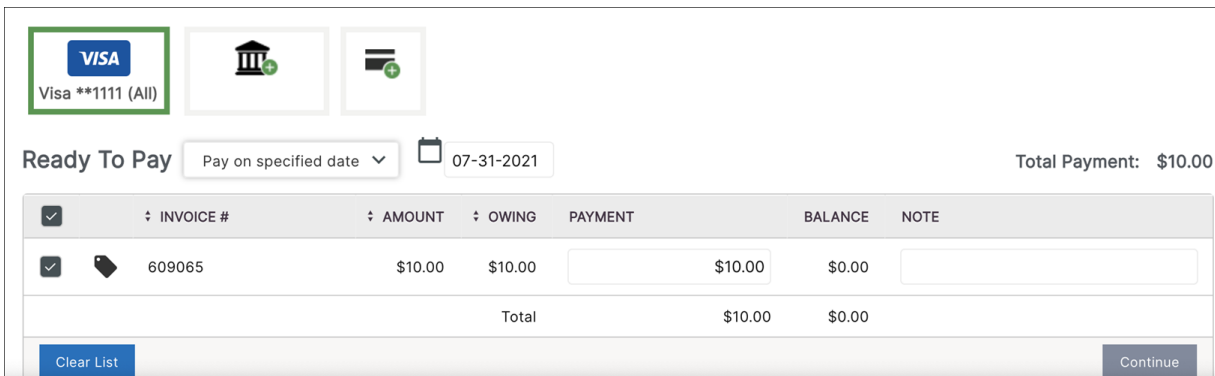 VISA
Visa **1111 (All)
Ready To Pay Pay on specified date 07-31-2021 Total Payment: $10.00
INVOICE # AMOUNT OWING PAYMENT BALANCE NOTE
609065 $10.00 $10.00 $10.00 $0.00
Total $10.00 $0.00
Clear List Continue